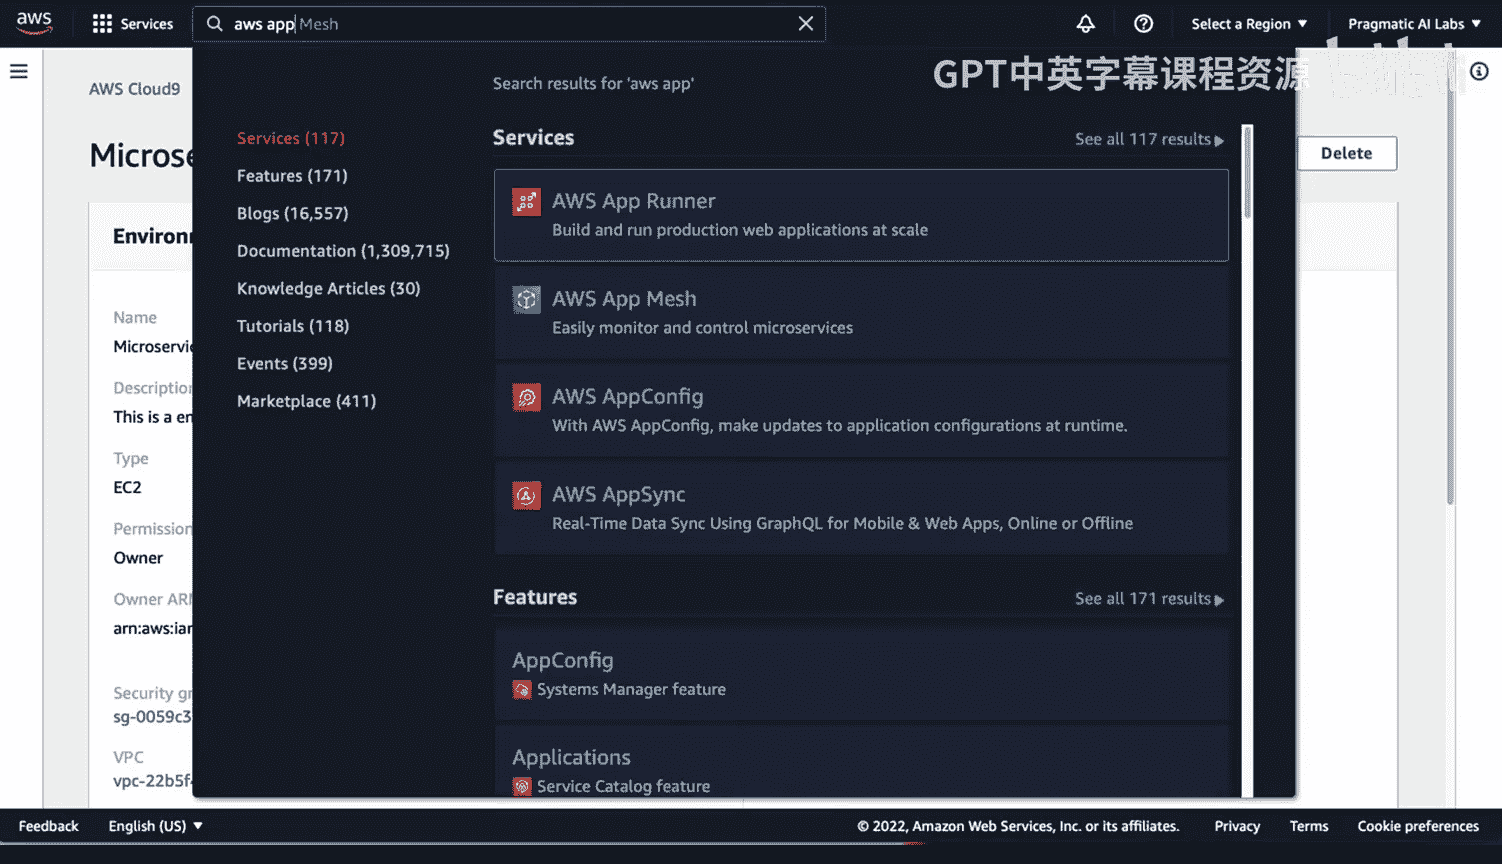 aws
Services
aws app Mesh
Select a Region
Pragmatic AI Labs
GPT中英字幕课程资源
AWS Cloud9
Search results for 'aws app'
Services (117)
Features (171)
Blogs (16,557)
Documentation (1,309,715)
Knowledge Articles (30)
Tutorials (118)
Events (399)
Marketplace (411)
Services
See all 117 results
AWS App Runner
Build and run production web applications at scale
AWS App Mesh
Easily monitor and control microservices
AWS AppConfig
With AWS AppConfig, make updates to application configurations at runtime.
AWS AppSync
Real-Time Data Sync Using GraphQL for Mobile & Web Apps, Online or Offline
Features
See all 171 results
AppConfig
Systems Manager feature
Applications
Service Catalog feature
Delete
Name
Description
This is a en
Type
EC2
Permission
Owner
Owner ARN
arn:aws:iam
Security gr
sg-0059c3
VPC
vpc-22b5f
Feedback
English (US)
© 2022, Amazon Web Services, Inc. or its affiliates.
Privacy
Terms
Cookie preferences